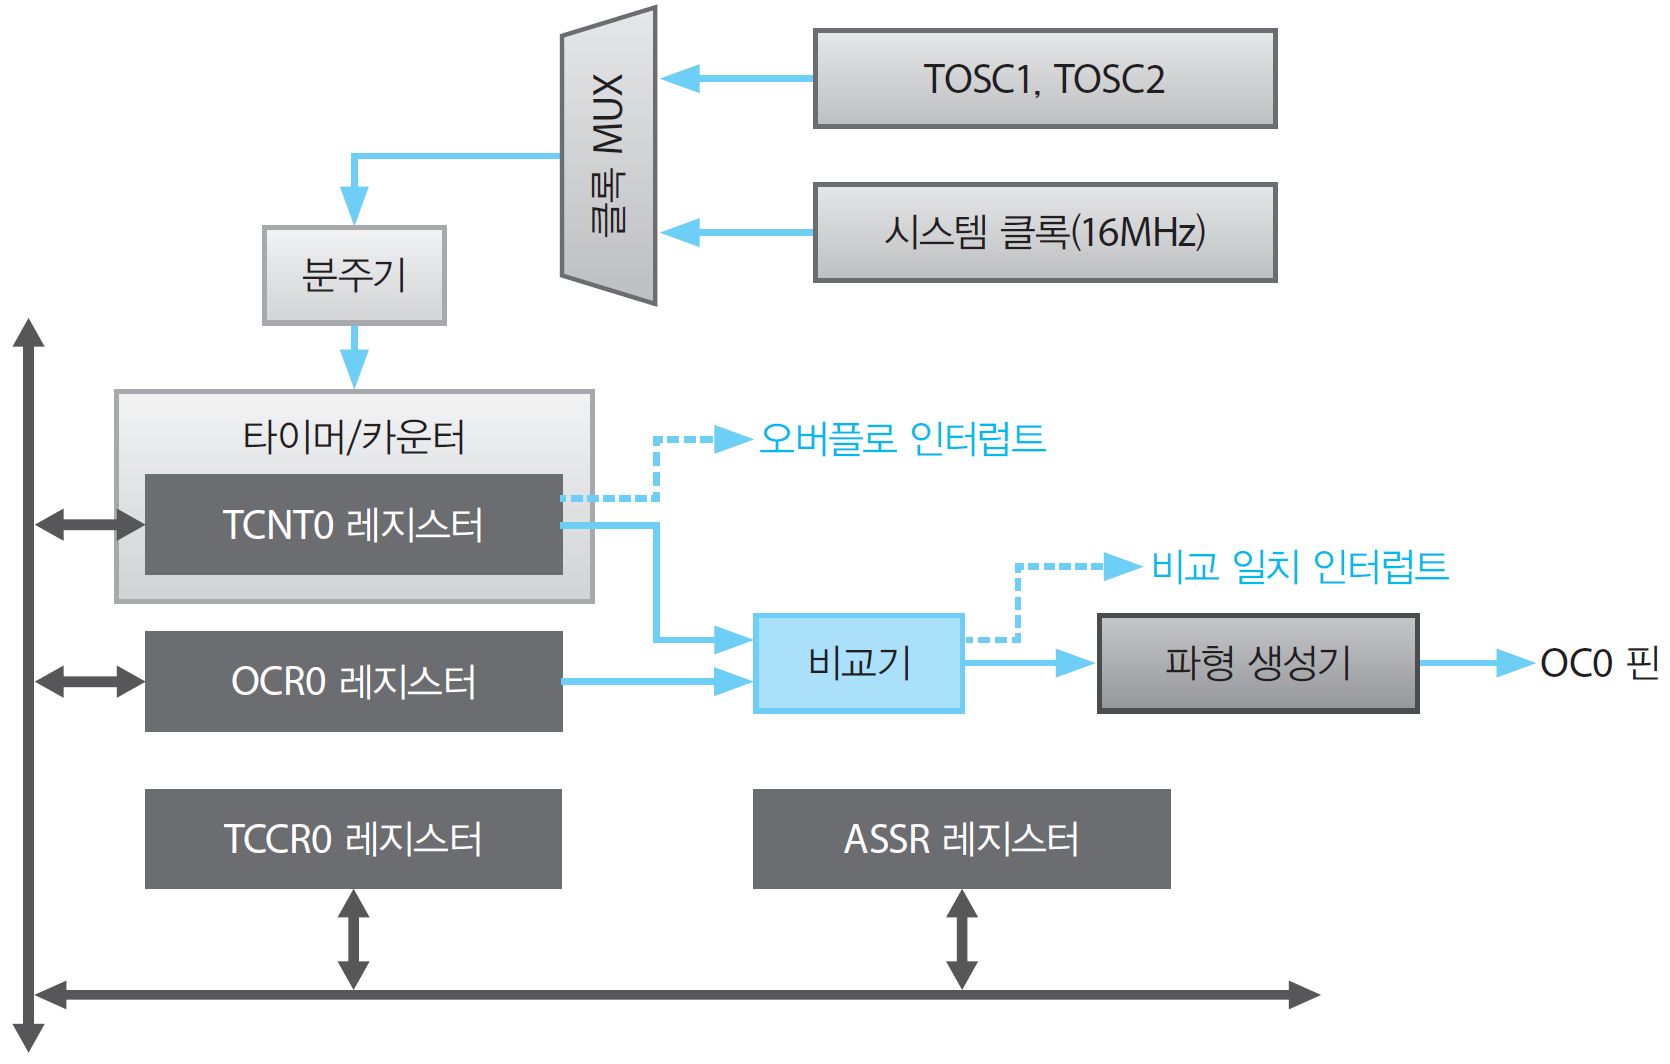 TOSC1, TOSC2
클록 MUX
시스템 클록(16MHz)
분주기
타이머/카운터
오버플로 인터럽트
TCNT0 레지스터
비교 일치 인터럽트
OCR0 레지스터
비교기
파형 생성기
OC0 핀
TCCR0 레지스터
ASSR 레지스터